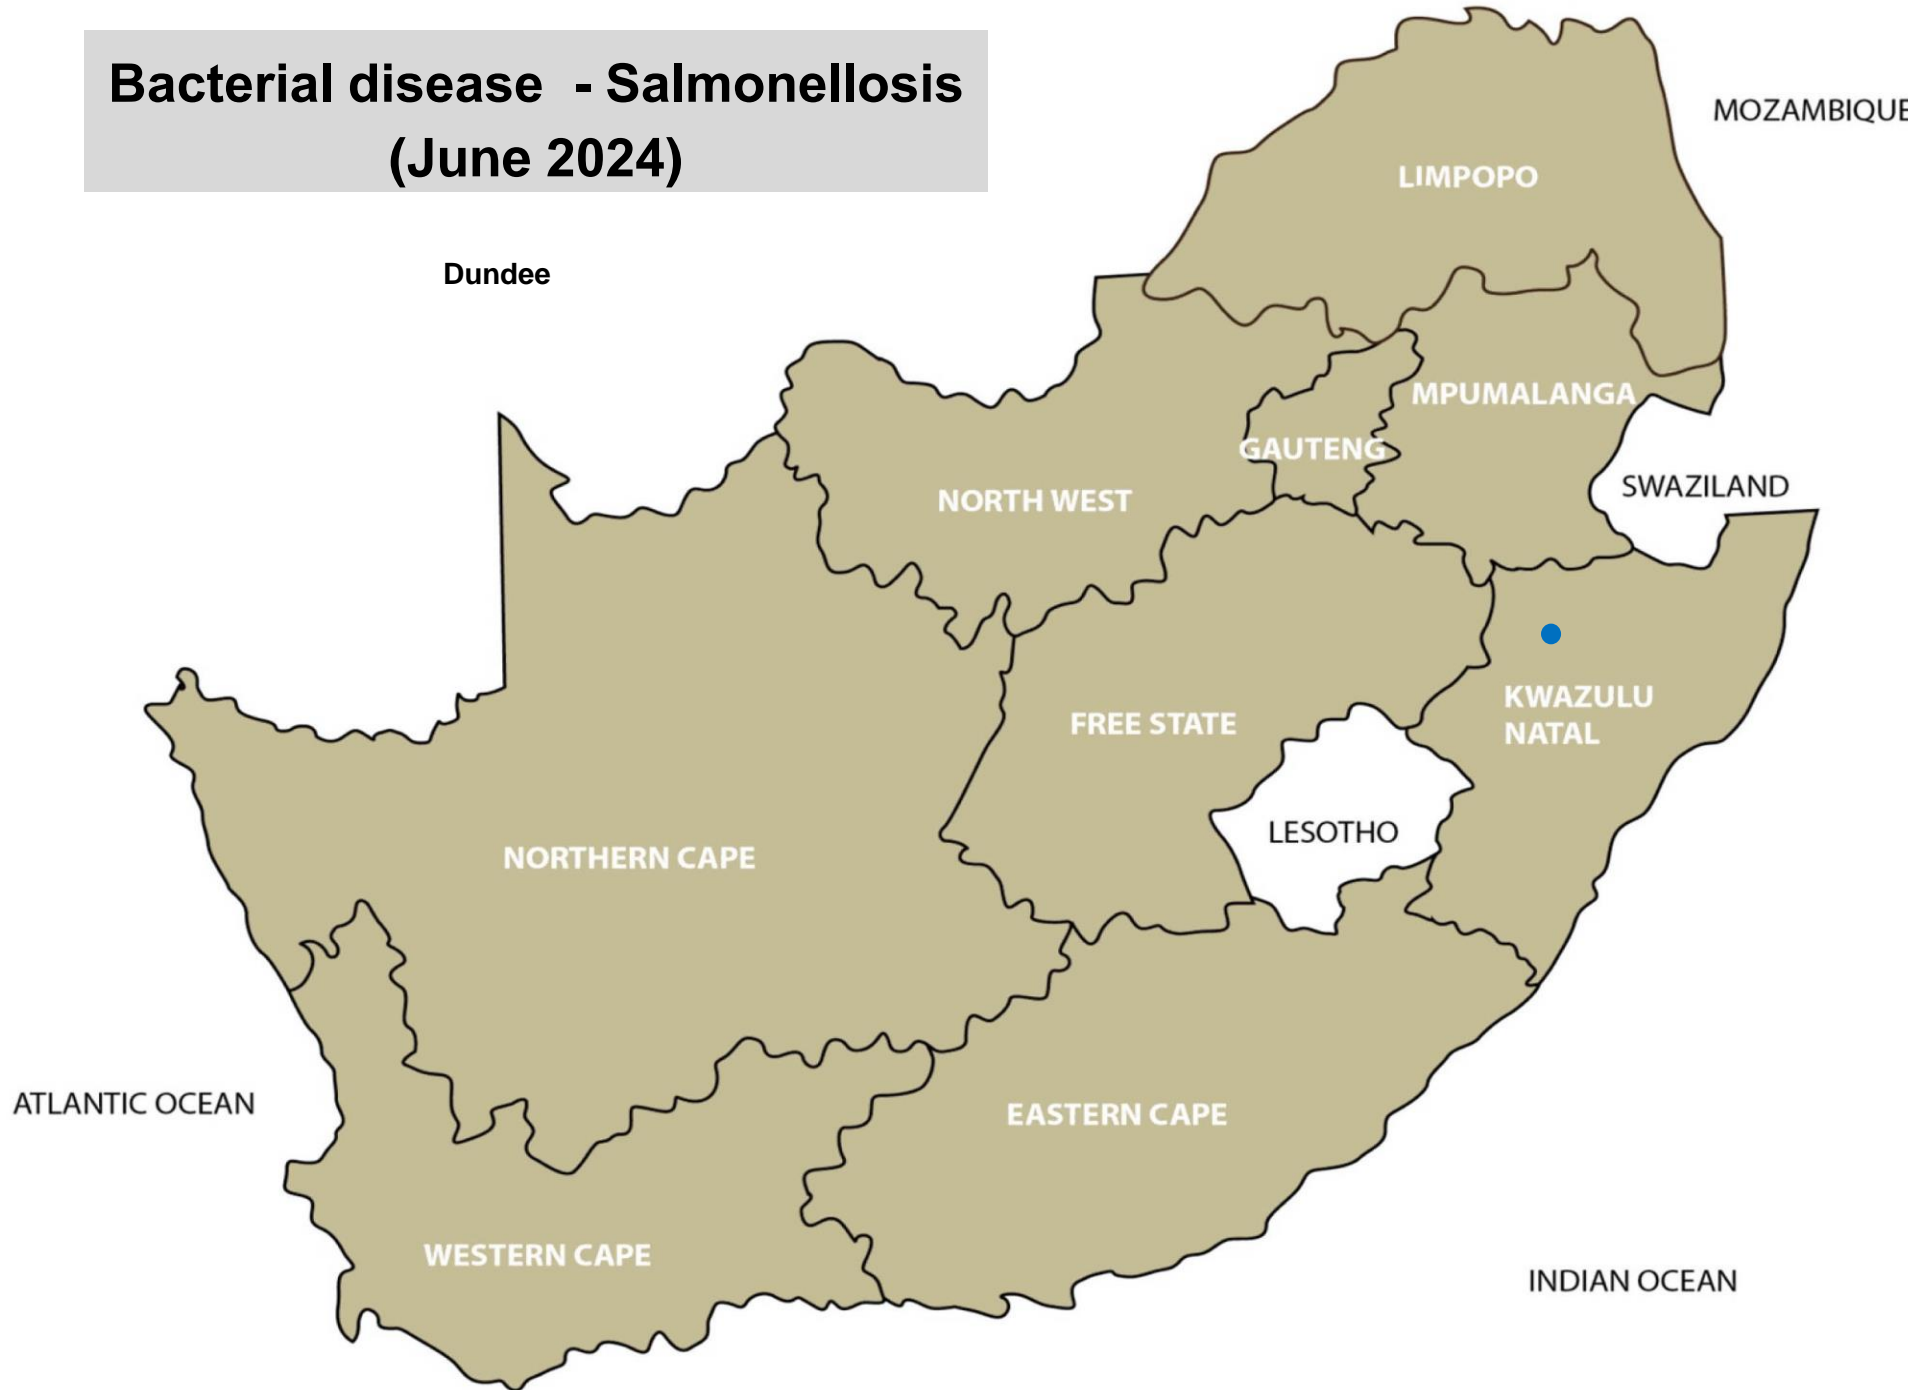 Bacterial disease - Salmonellosis
(June 2024)
MOZAMBIQUE
LIMPOPO
Dundee
MPUMALANGA
GAUTENG
SWAZILAND
NORTH WEST
KWAZULU
NATAL
FREE STATE
LESOTHO
NORTHERN CAPE
ATLANTIC OCEAN
EASTERN CAPE
WESTERN CAPE
INDIAN OCEAN